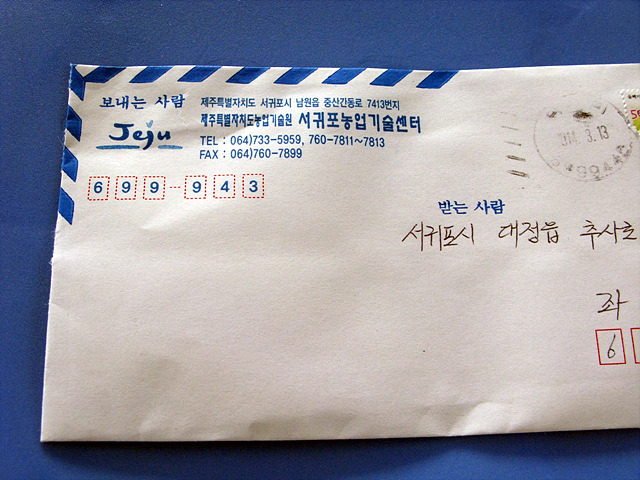 보내는 사람
Jeju
제주특별자치도 서귀포시 남원읍 중산간동로 7413번지
제주특별자치도농업기술원 서귀포농업기술센터
TEL : 064)733-5959, 760-7811~7813
FAX : 064)760-7899
699-943
받는 사람
서귀포시 대정읍 추사로
좌
6